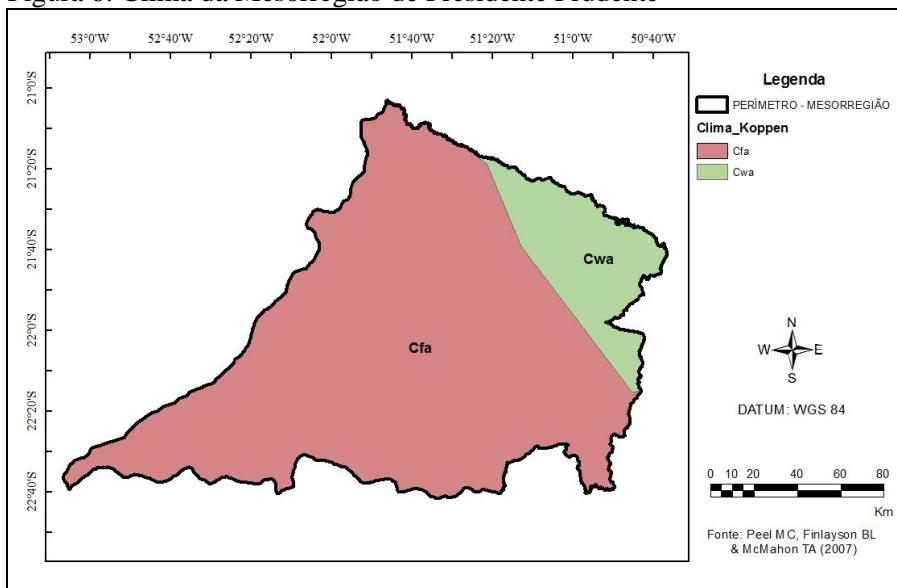 Figura 6: Clima da Mesorregião de Presidente Prudente
53°0'W 52°40'W 52°20'W 52°0'W 51°40'W 51°20'W 51°0'W 50°40'W
21°0'S
21°20'S
21°40'S
22°0'S
22°20'S
22°40'S
Cfa
Cwa
Legenda
PERÍMETRO - MESORREGIÃO
Clima_Koppen
Cfa
Cwa
N
W E
S
DATUM: WGS 84
0 10 20 40 60 80
Km
Fonte: Peel MC, Finlayson BL
& McMahon TA (2007)